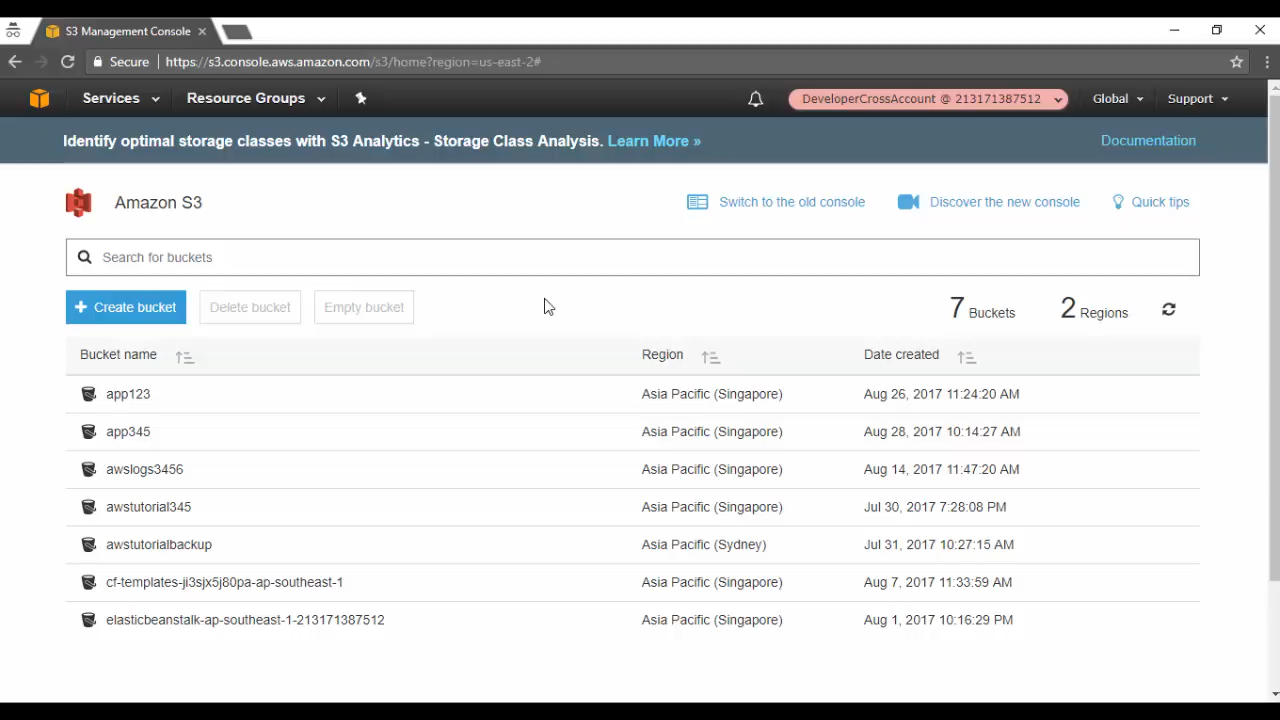 S3 Management Console
Secure https://s3.console.aws.amazon.com/s3/home?region=us-east-2#
Services Resource Groups DeveloperCrossAccount @ 213171387512 Global Support
Identify optimal storage classes with S3 Analytics - Storage Class Analysis. Learn More » Documentation
Amazon S3 Switch to the old console Discover the new console Quick tips
Search for buckets
+ Create bucket Delete bucket Empty bucket 7 Buckets 2 Regions
Bucket name Region Date created
app123 Asia Pacific (Singapore) Aug 26, 2017 11:24:20 AM
app345 Asia Pacific (Singapore) Aug 28, 2017 10:14:27 AM
awslogs3456 Asia Pacific (Singapore) Aug 14, 2017 11:47:20 AM
awstutorial345 Asia Pacific (Singapore) Jul 30, 2017 7:28:08 PM
awstutorialbackup Asia Pacific (Sydney) Jul 31, 2017 10:27:15 AM
cf-templates-ji3sjx5j80pa-ap-southeast-1 Asia Pacific (Singapore) Aug 7, 2017 11:33:59 AM
elasticbeanstalk-ap-southeast-1-213171387512 Asia Pacific (Singapore) Aug 1, 2017 10:16:29 PM